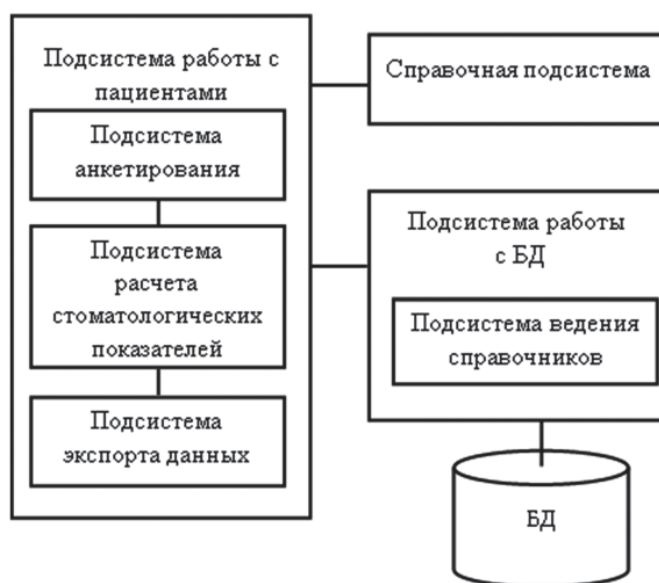 Подсистема работы с
пациентами
Подсистема
анкетирования
Подсистема
расчета
стоматологических
показателей
Подсистема
экспорта данных
Справочная подсистема
Подсистема работы
с БД
Подсистема ведения
справочников
БД